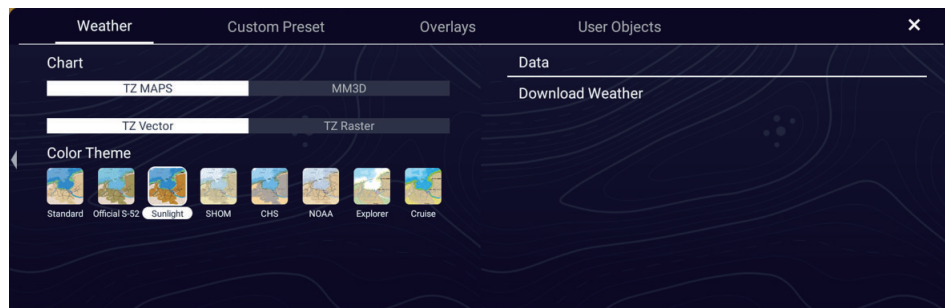 Weather Custom Preset Overlays User Objects ×
Chart
TZ MAPS MM3D
TZ Vector TZ Raster
Color Theme
Standard Official S-52 Sunlight SHOM CHS NOAA Explorer Cruise
Data
Download Weather